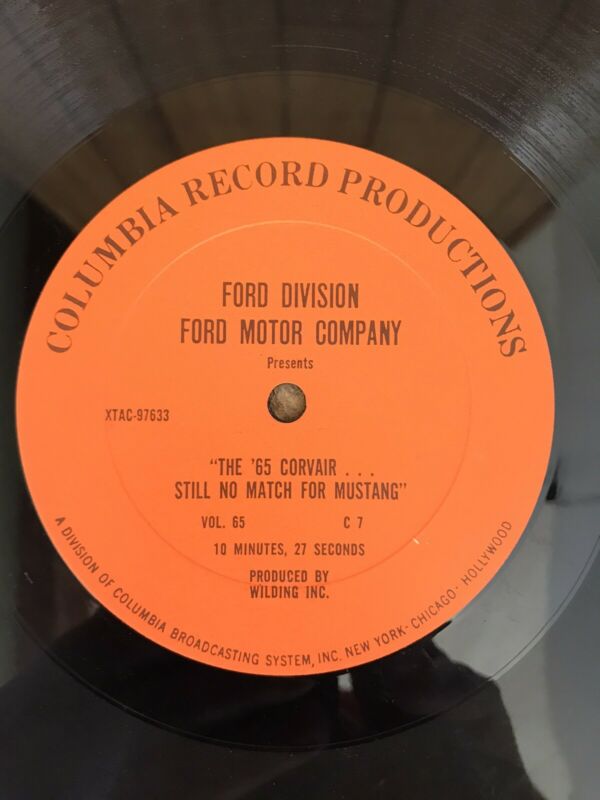 COLUMBIA RECORD PRODUCTIONS
FORD DIVISION
FORD MOTOR COMPANY
Presents
XTAC-97633
"THE '65 CORVAIR . . .
STILL NO MATCH FOR MUSTANG"
VOL. 65 C 7
10 MINUTES, 27 SECONDS
PRODUCED BY
WILDING INC.
A DIVISION OF COLUMBIA BROADCASTING SYSTEM, INC. NEW YORK - CHICAGO - HOLLYWOOD